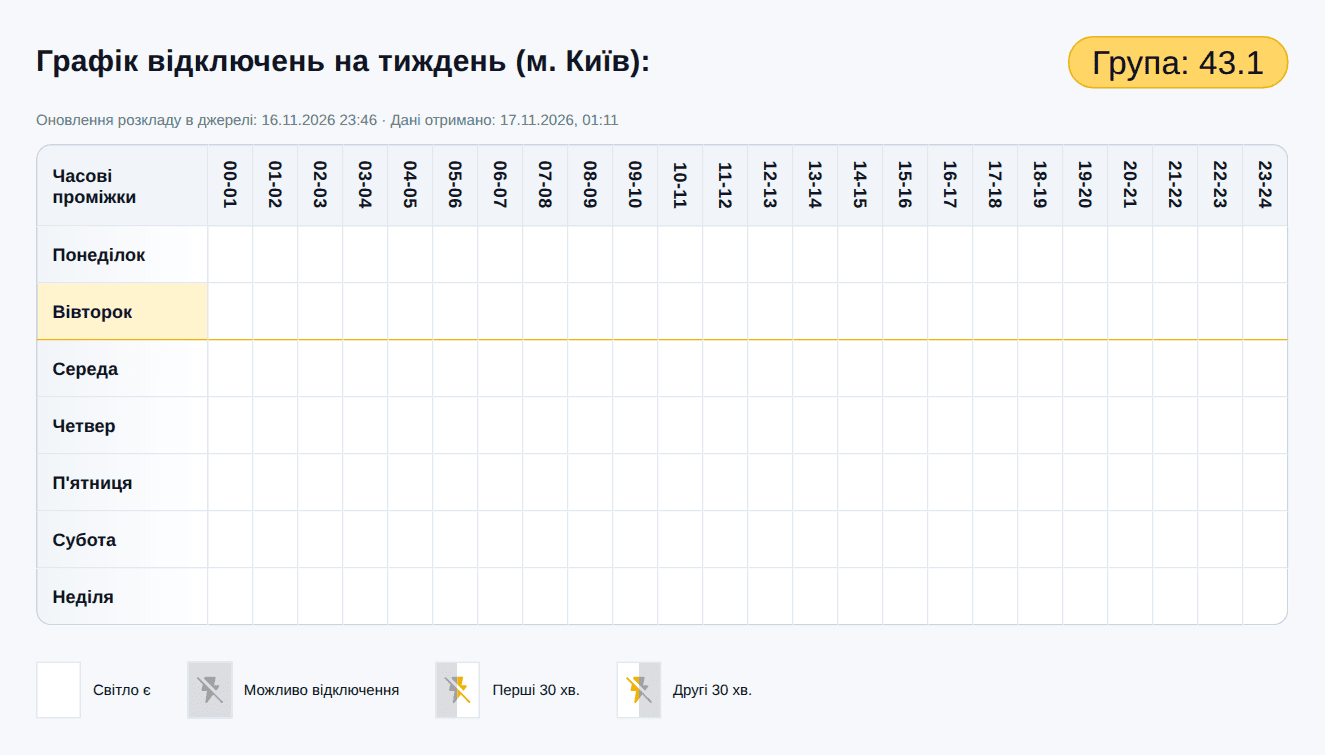 Графік відключень на тиждень (м. Київ):
Група: 43.1
Оновлення розкладу в джерелі: 16.11.2026 23:46 · Дані отримано: 17.11.2026, 01:11
Часові
проміжки
00-01
01-02
02-03
03-04
04-05
05-06
06-07
07-08
08-09
09-10
10-11
11-12
12-13
13-14
14-15
15-16
16-17
17-18
18-19
19-20
20-21
21-22
22-23
23-24
Понеділок
Вівторок
Середа
Четвер
П'ятниця
Субота
Неділя
Світло є
Можливо відключення
Перші 30 хв.
Другі 30 хв.